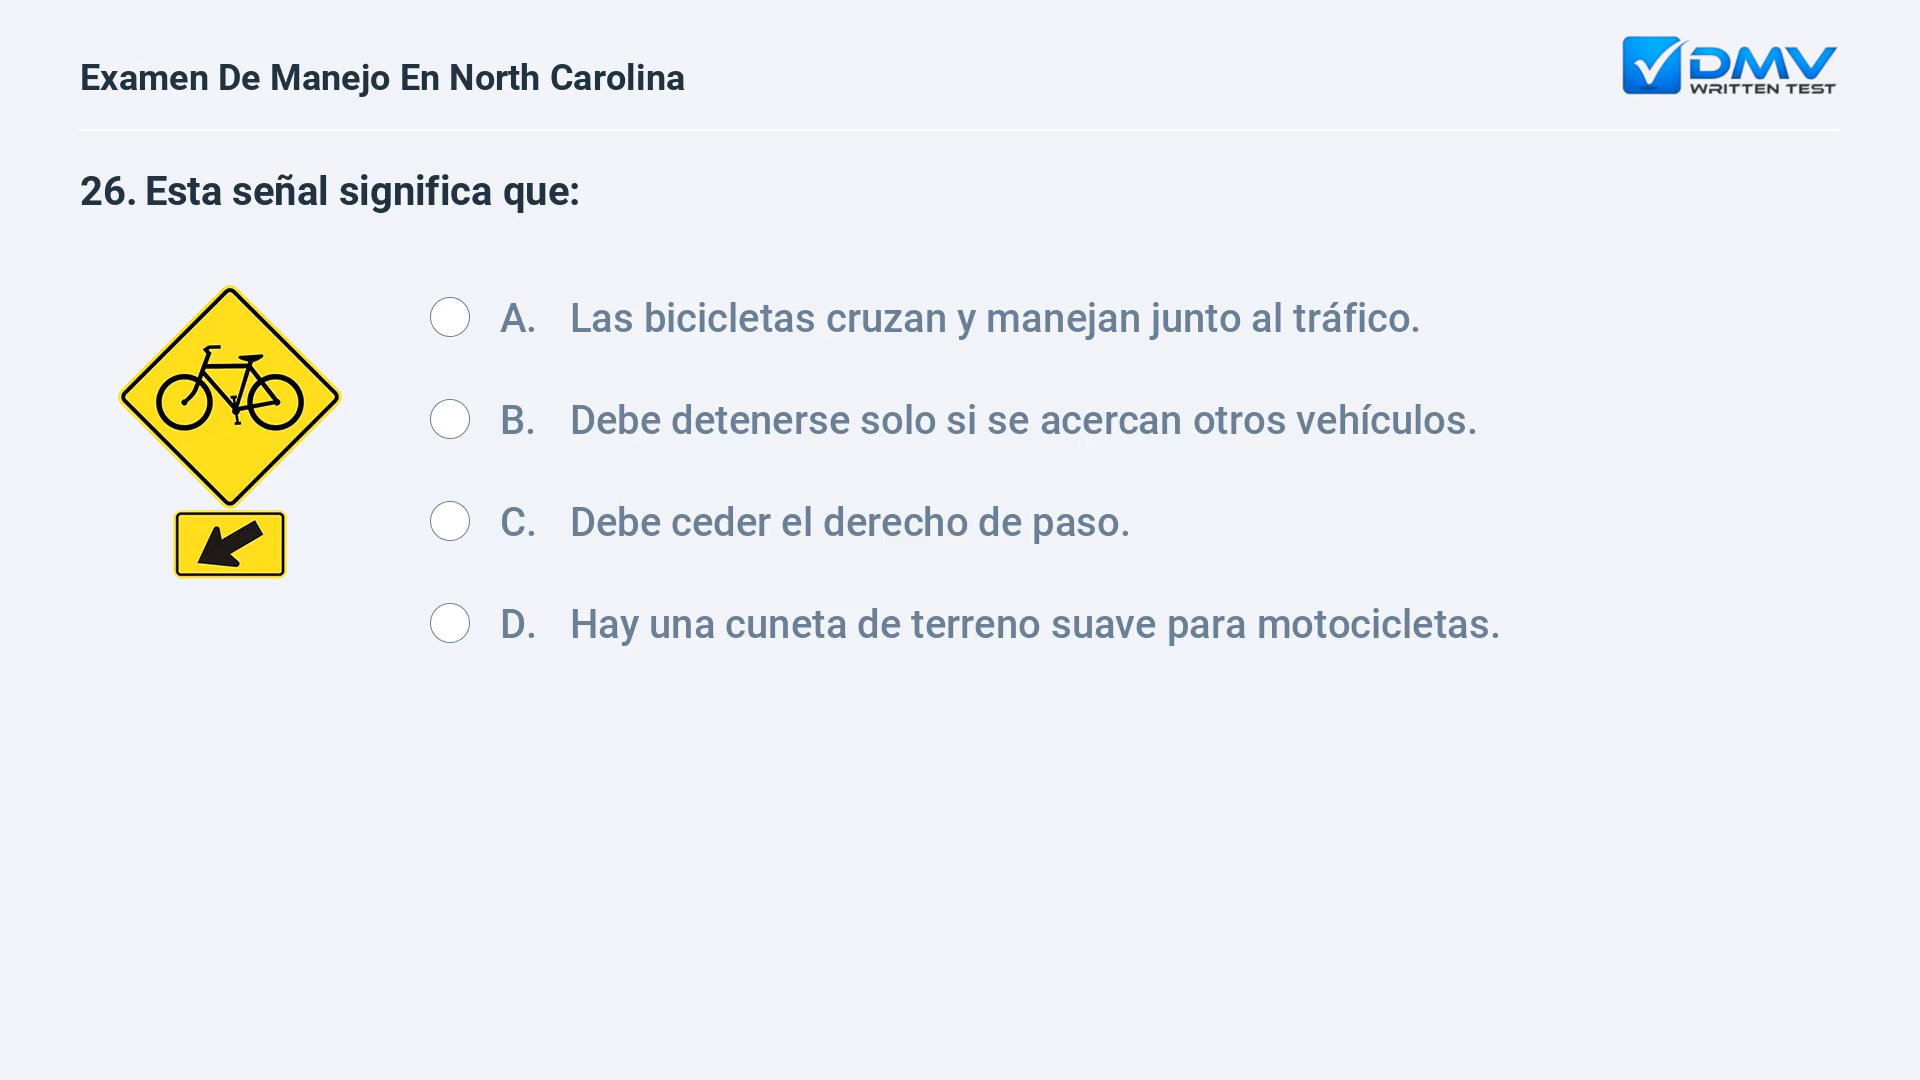 Examen De Manejo En North Carolina
DMV
WRITTEN TEST
26. Esta señal significa que:
A. Las bicicletas cruzan y manejan junto al tráfico.
B. Debe detenerse solo si se acercan otros vehículos.
C. Debe ceder el derecho de paso.
D. Hay una cuneta de terreno suave para motocicletas.